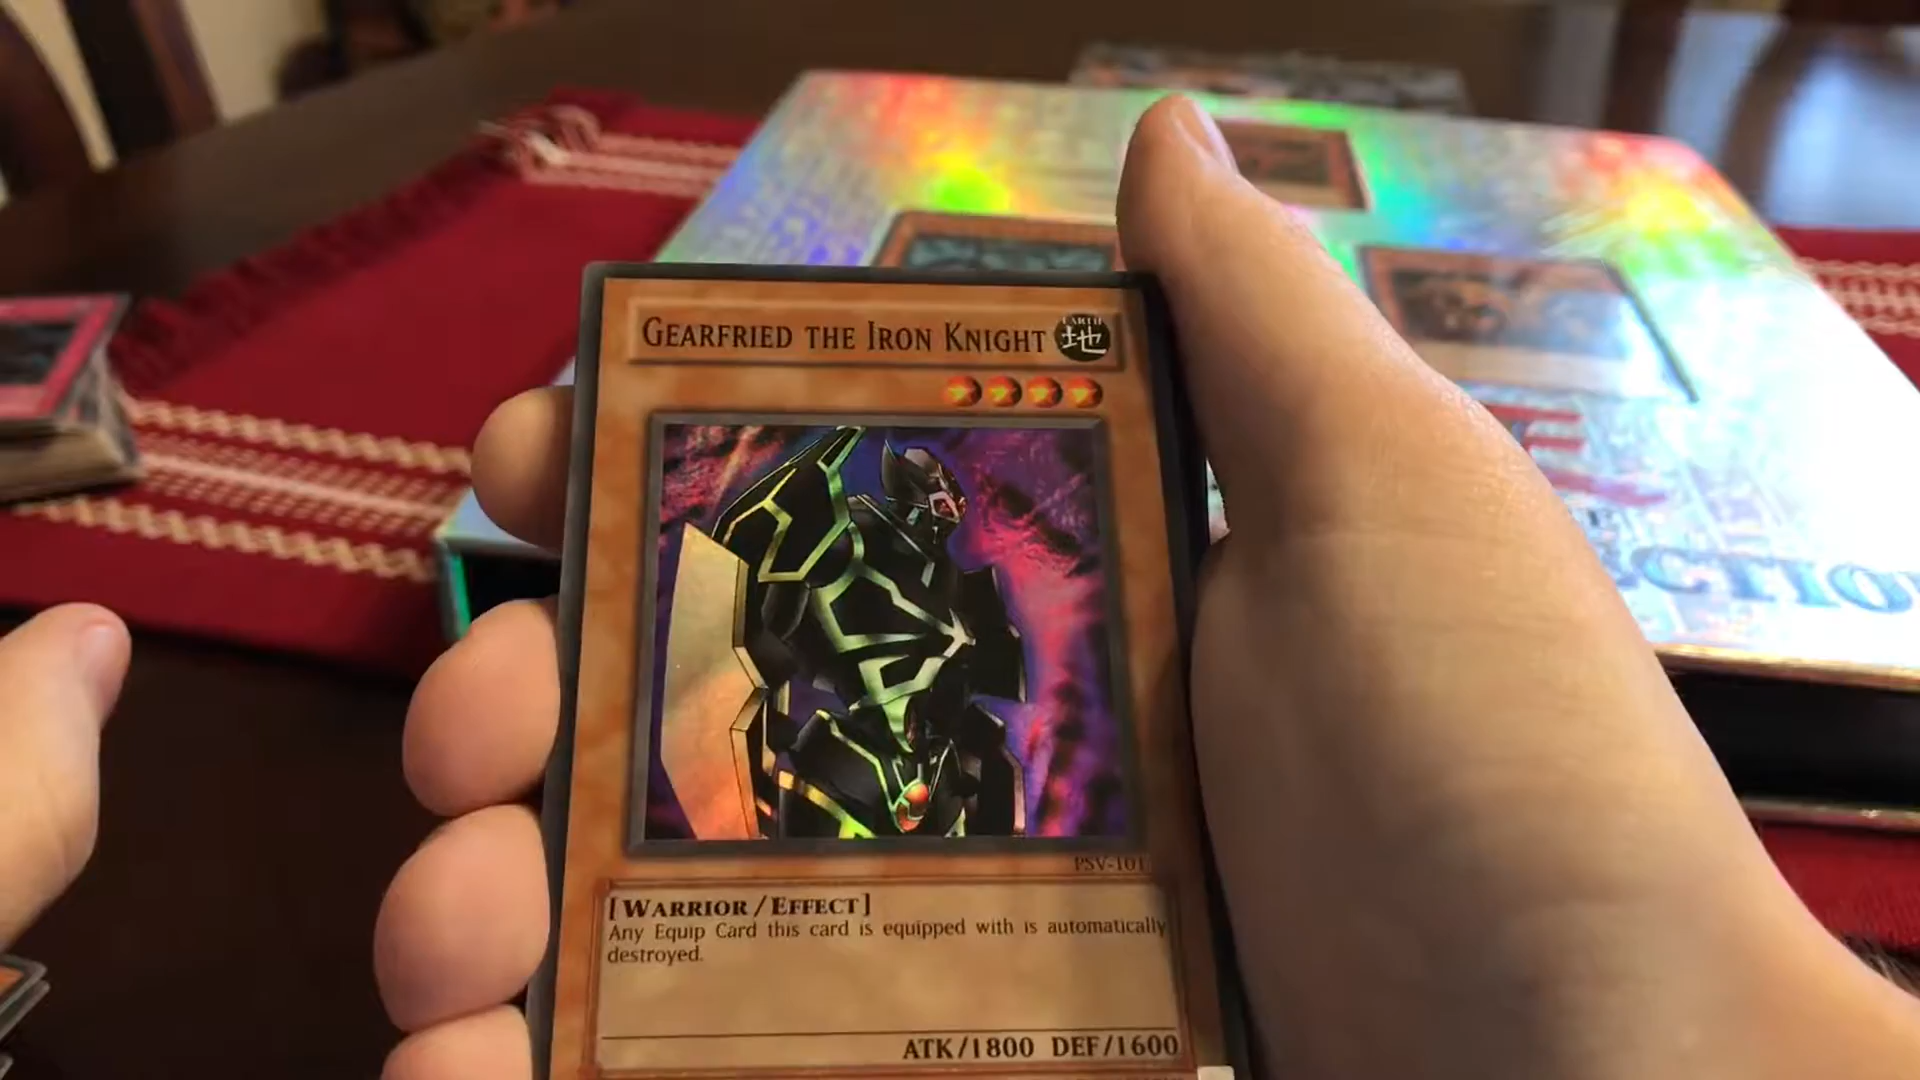 GEARFRIED THE IRON KNIGHT
EARTH
地
PSV-101
[WARRIOR/EFFECT]
Any Equip Card this card is equipped with is automatically
destroyed.
ATK/1800 DEF/1600